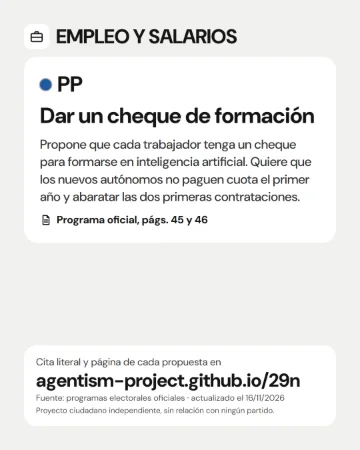 EMPLEO Y SALARIOS
PP
Dar un cheque de formación
Propone que cada trabajador tenga un cheque
para formarse en inteligencia artificial. Quiere que
los nuevos autónomos no paguen cuota el primer
año y abaratar las dos primeras contrataciones.
Programa oficial, págs. 45 y 46
Cita literal y página de cada propuesta en
agentism-project.github.io/29n
Fuente: programas electorales oficiales · actualizado el 16/11/2026
Proyecto ciudadano independiente, sin relación con ningún partido.